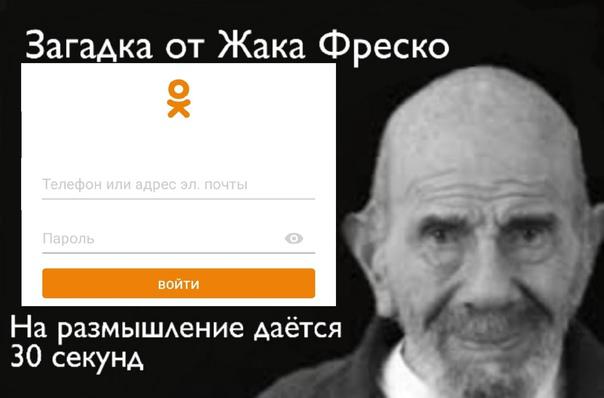 Загадка от Жака Фреско
Телефон или адрес эл. почты
Пароль
ВОЙТИ
На размышление даётся
30 секунд